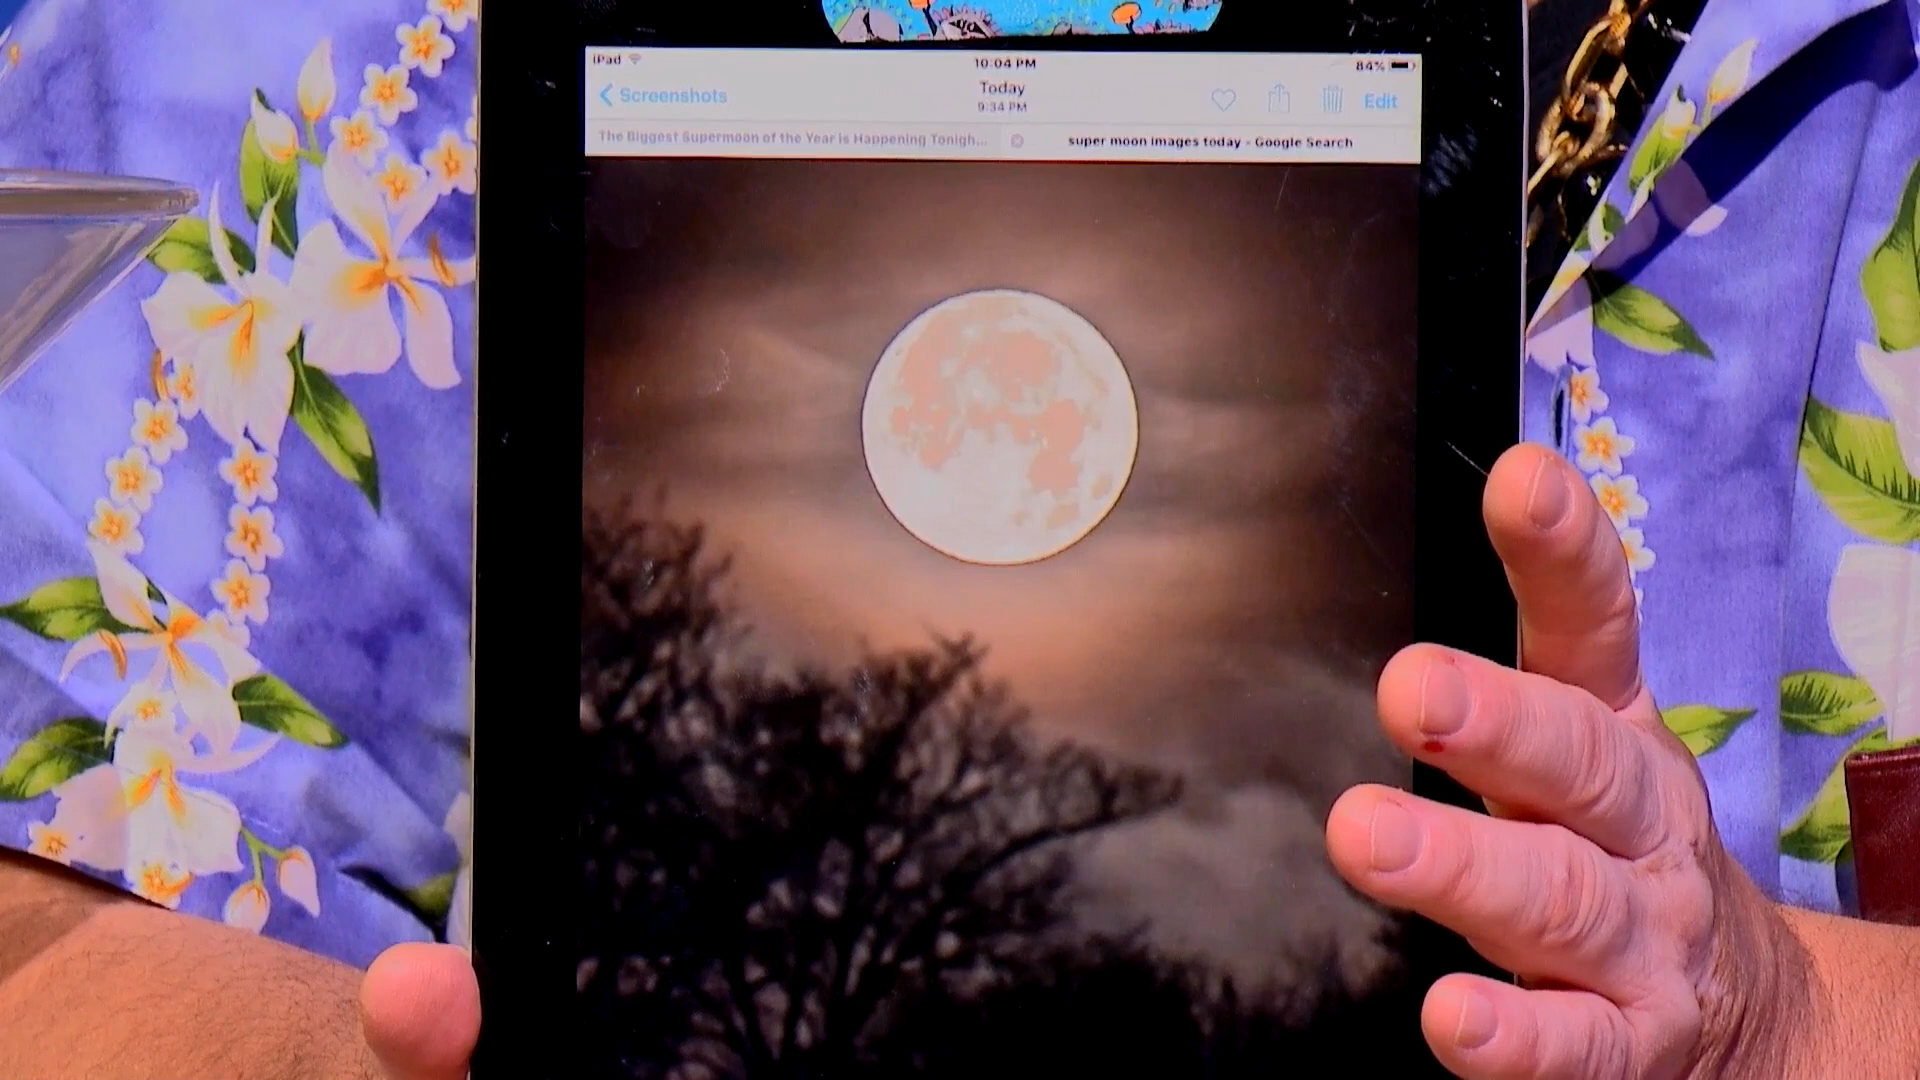 iPad 10:04 PM 84%
Screenshots Today Edit
9:34 PM
The Biggest Supermoon of the Year is Happening Tonigh... super moon images today - Google Search